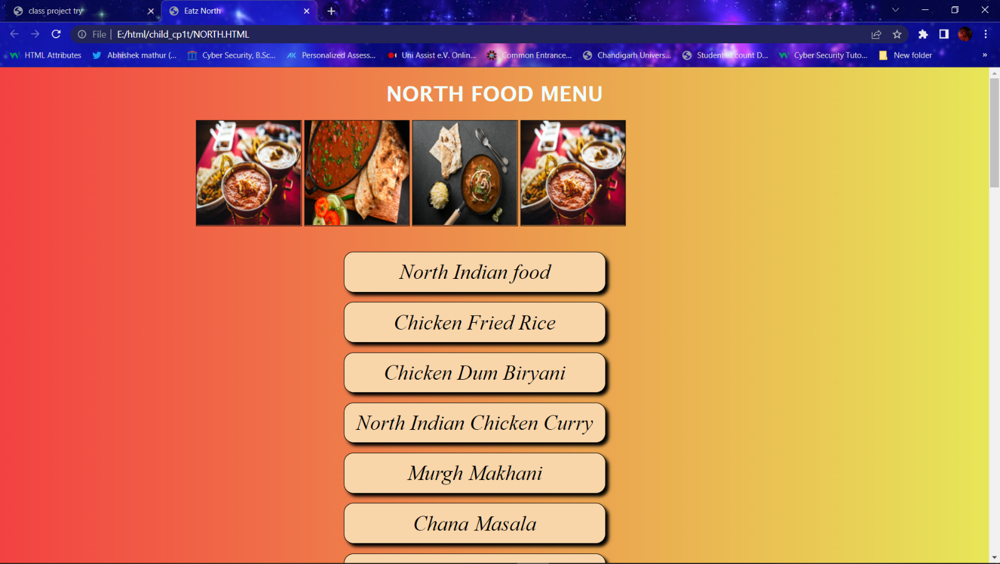 class project try
Eatz North
File | E:/html/child_cp1t/NORTH.HTML
HTML Attributes
Abhishek mathur (...
Cyber Security, B.Sc...
AK Personalized Assess...
Uni Assist e.V. Onlin...
Common Entrance...
Chandigarh Univers...
Student Account D...
Cyber Security Tuto...
New folder
»
NORTH FOOD MENU
North Indian food
Chicken Fried Rice
Chicken Dum Biryani
North Indian Chicken Curry
Murgh Makhani
Chana Masala